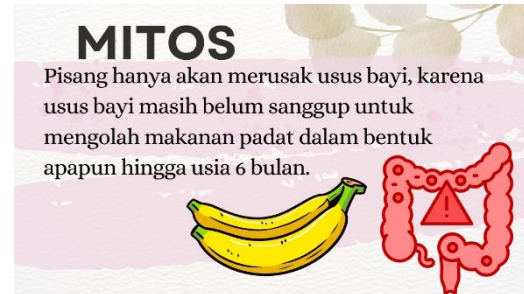 MITOS
Pisang hanya akan merusak usus bayi, karena
usus bayi masih belum sanggup untuk
mengolah makanan padat dalam bentuk
apapun hingga usia 6 bulan.